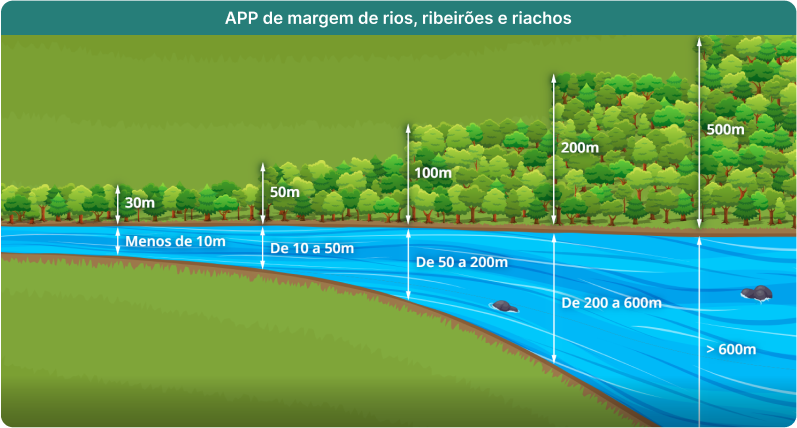 APP de margem de rios, ribeirões e riachos
30m
50m
100m
200m
500m
Menos de 10m
De 10 a 50m
De 50 a 200m
De 200 a 600m
> 600m